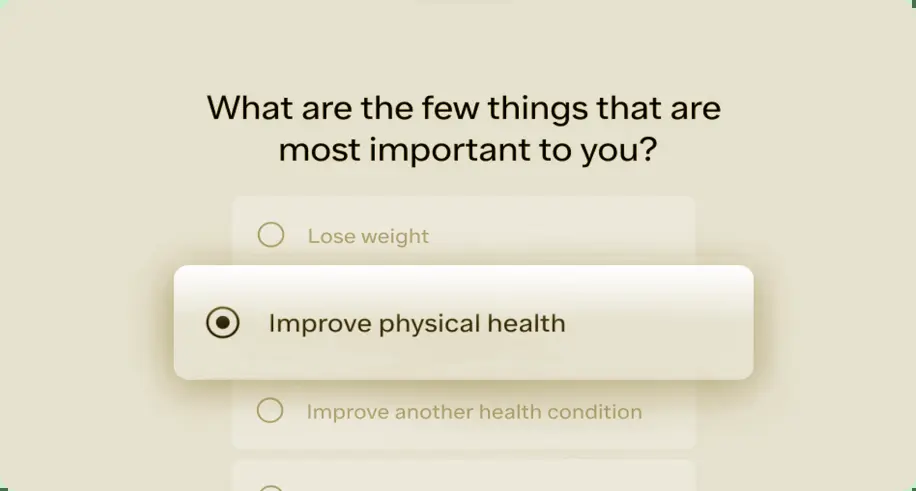 What are the few things that are
most important to you?
Lose weight
Improve physical health
Improve another health condition